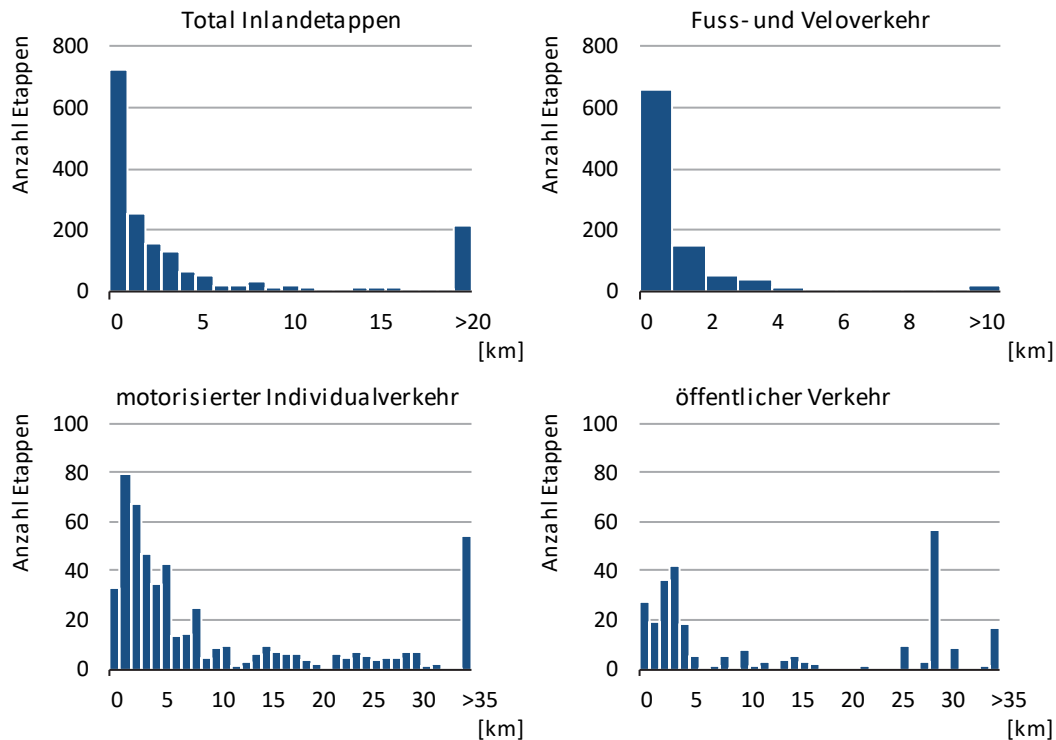 Total Inlandetappen
Anzahl Etappen
800
600
400
200
0
0 5 10 15 >20
[km]
Fuss- und Veloverkehr
Anzahl Etappen
800
600
400
200
0
0 2 4 6 8 >10
[km]
motorisierter Individualverkehr
Anzahl Etappen
100
80
60
40
20
0
0 5 10 15 20 25 30 >35
[km]
öffentlicher Verkehr
Anzahl Etappen
100
80
60
40
20
0
0 5 10 15 20 25 30 >35
[km]